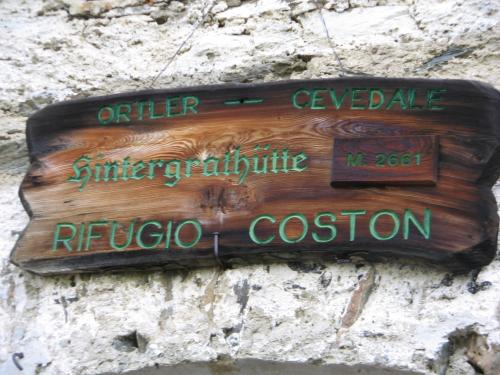 ORTLER — CEVEDALE
Hintergrathütte M. 2661
RIFUGIO COSTON